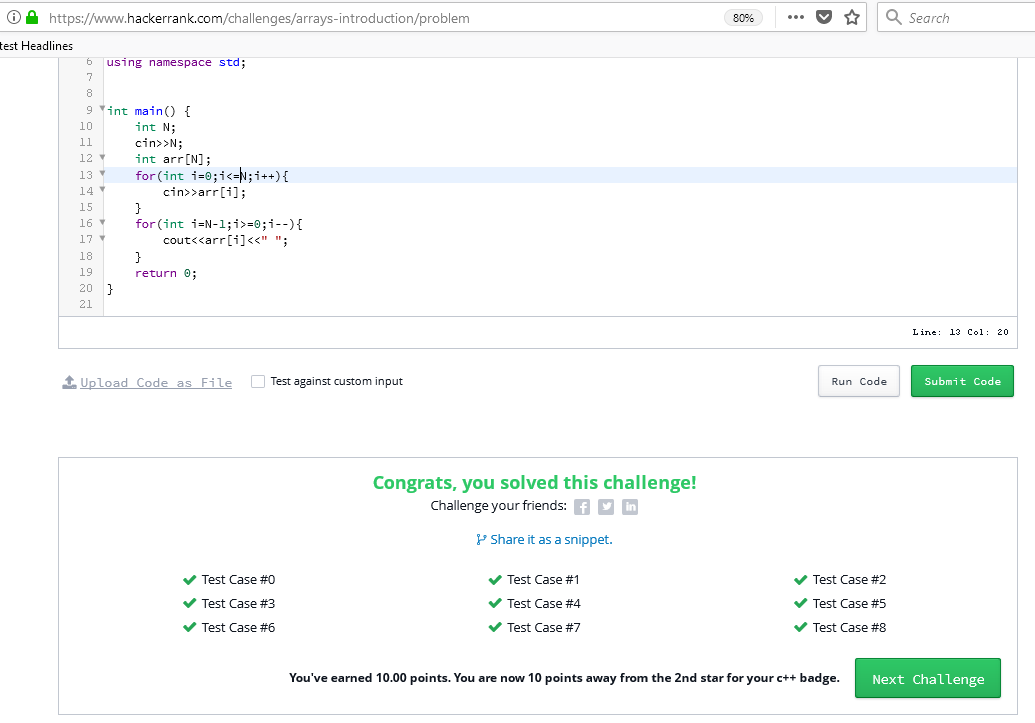 https://www.hackerrank.com/challenges/arrays-introduction/problem 80% Search
test Headlines
6 using namespace std;
7
8
9 int main() {
10 int N;
11 cin>>N;
12 int arr[N];
13 for(int i=0;i<=N;i++){
14 cin>>arr[i];
15 }
16 for(int i=N-1;i>=0;i--){
17 cout<<arr[i]<<" ";
18 }
19 return 0;
20 }
21
Line: 13 Col: 20
Upload Code as File Test against custom input Run Code Submit Code
Congrats, you solved this challenge!
Challenge your friends:
Share it as a snippet.
Test Case #0 Test Case #1 Test Case #2
Test Case #3 Test Case #4 Test Case #5
Test Case #6 Test Case #7 Test Case #8
You've earned 10.00 points. You are now 10 points away from the 2nd star for your c++ badge. Next Challenge